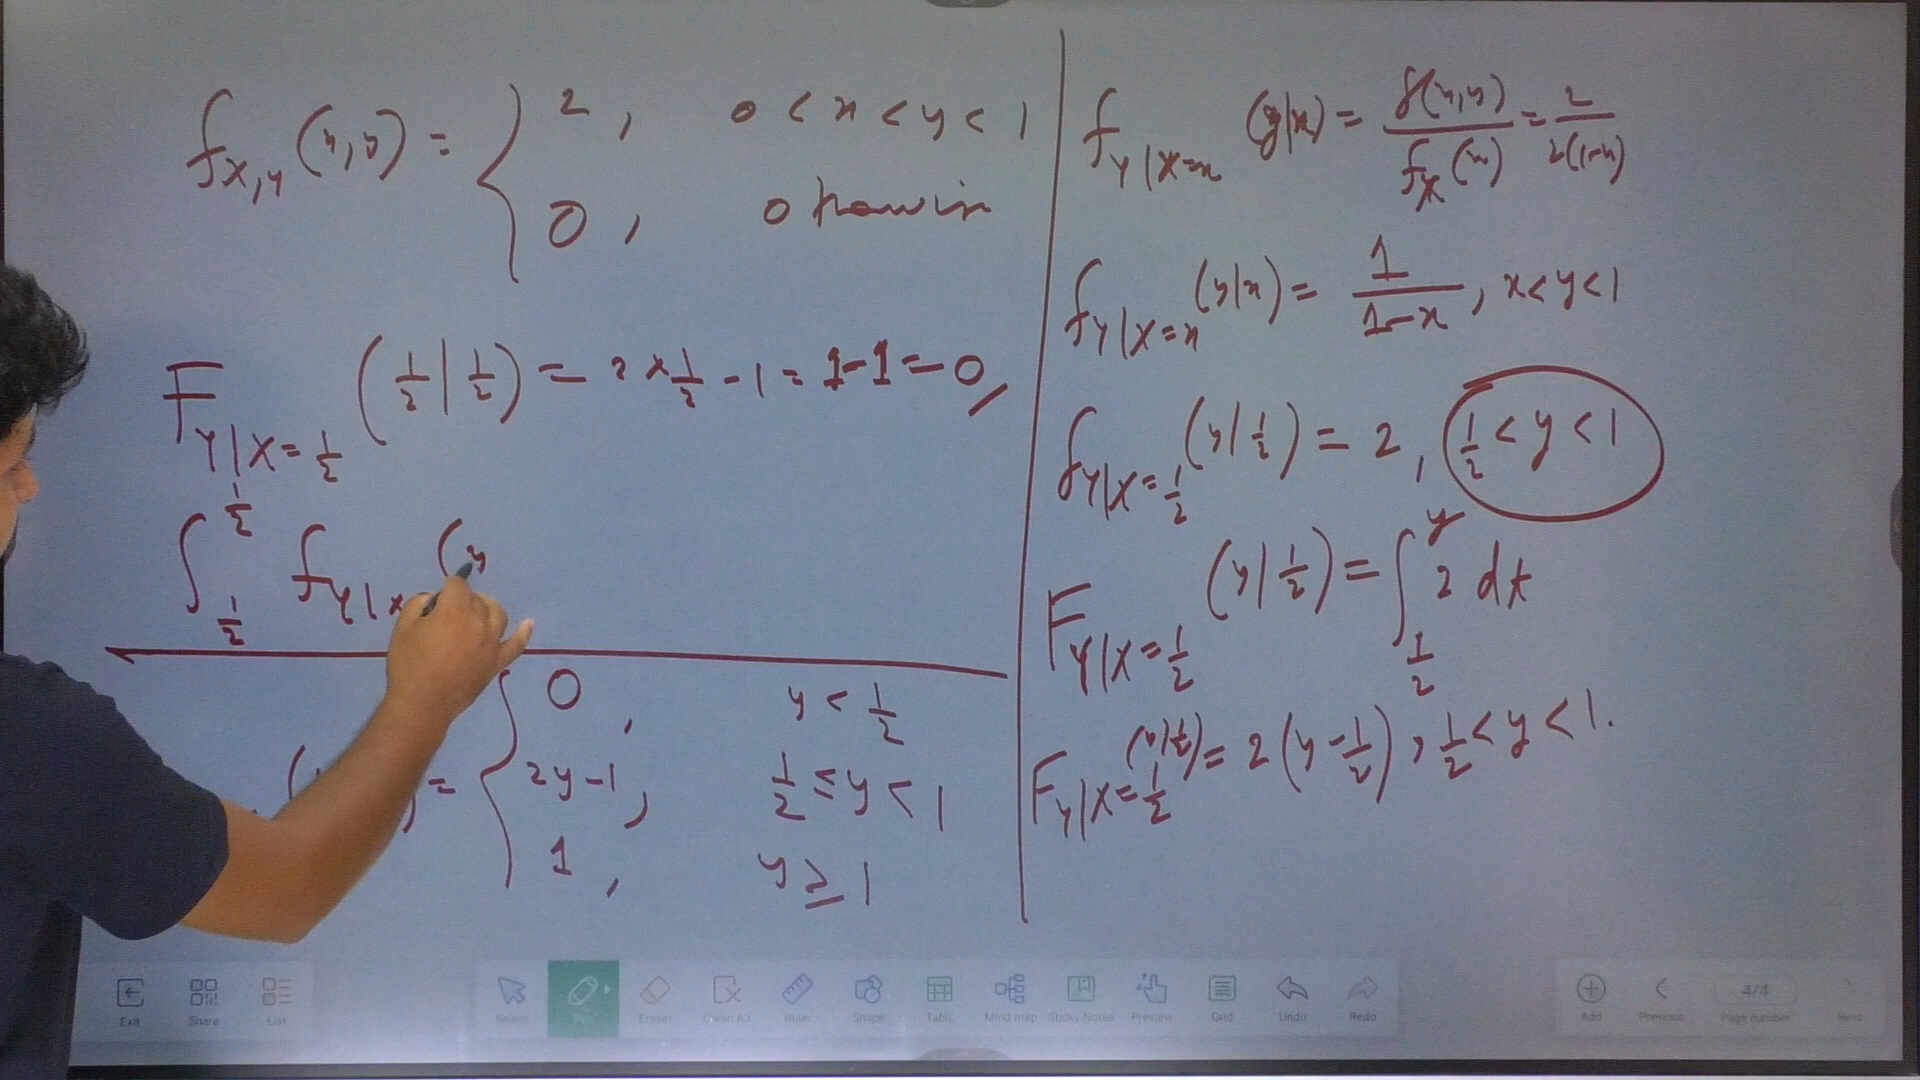 f_{X,Y}(x,y) = { 2, 0 < x < y < 1
0, otherwise
F_{Y|X=1/2} (1/2 | 1/2) = 2 × 1/2 - 1 = 1-1 = 0,
∫_{1/2}^{1/2} f_{Y|X} (y
0, y < 1/2
= { 2y-1, 1/2 ≤ y < 1
1, y ≥ 1
f_{Y|X=x} (y|x) = f(x,y) / f_X(x) = 2 / 2(1-x)
f_{Y|X=x} (y|x) = 1 / 1-x, x < y < 1
f_{Y|X=1/2} (y|1/2) = 2, 1/2 < y < 1
F_{Y|X=1/2} (y|1/2) = ∫_{1/2}^{y} 2 dt
F_{Y|X=1/2} (y|1/2) = 2(y - 1/2), 1/2 < y < 1.
Exit Share List Select Pen Eraser Clean All Ruler Shape Table Mind map Sticky Notes Preview Grid Undo Redo Add Previous 4/4 Page number Next